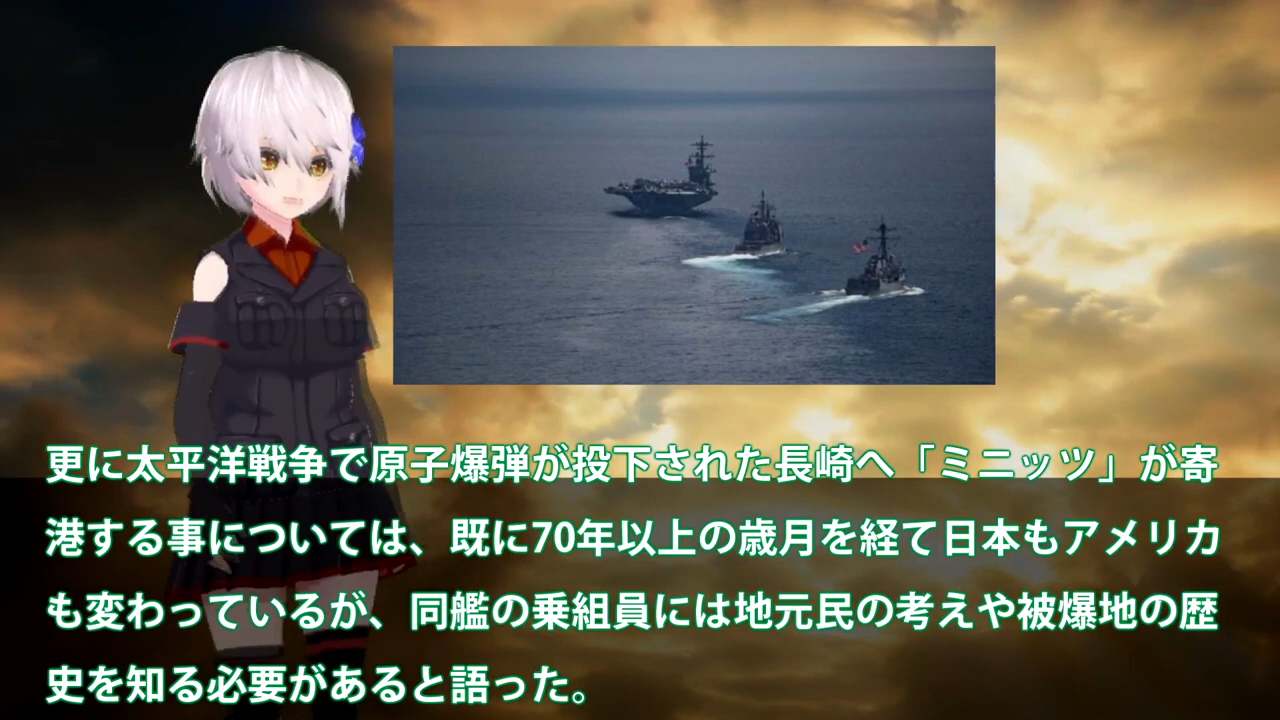 更に太平洋戦争で原子爆弾が投下された長崎へ「ミニッツ」が寄
港する事については、既に70年以上の歳月を経て日本もアメリカ
も変わっているが、同艦の乗組員には地元民の考えや被爆地の歴
史を知る必要があると語った。